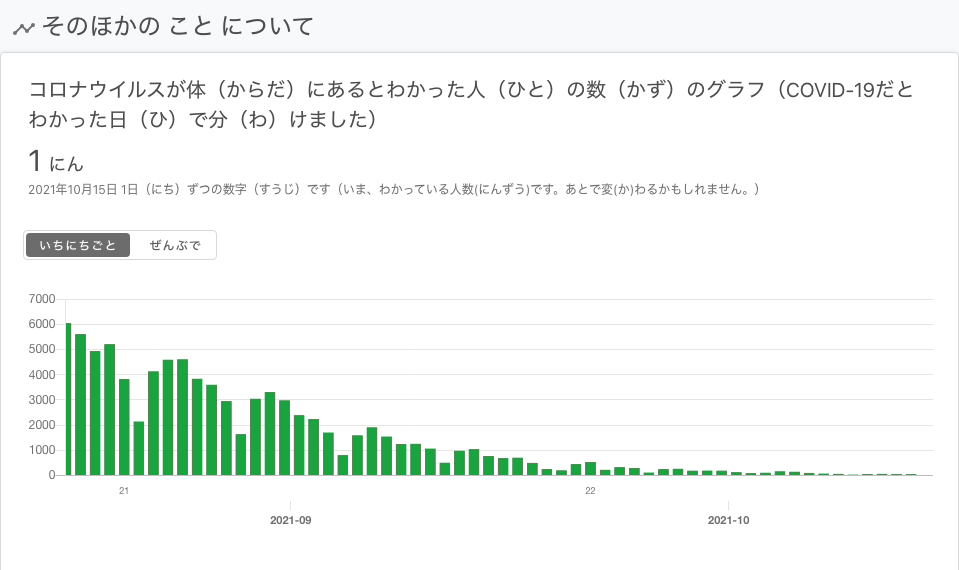 そのほかの こと について
コロナウイルスが体（からだ）にあるとわかった人（ひと）の数（かず）のグラフ（COVID-19だと
わかった日（ひ）で分（わ）けました）
1 にん
2021年10月15日 1日（にち）ずつの数字（すうじ）です（いま、わかっている人数(にんずう)です。あとで変(か)わるかもしれません。）
いちにちごと ぜんぶで
7000
6000
5000
4000
3000
2000
1000
0
21 22
2021-09 2021-10